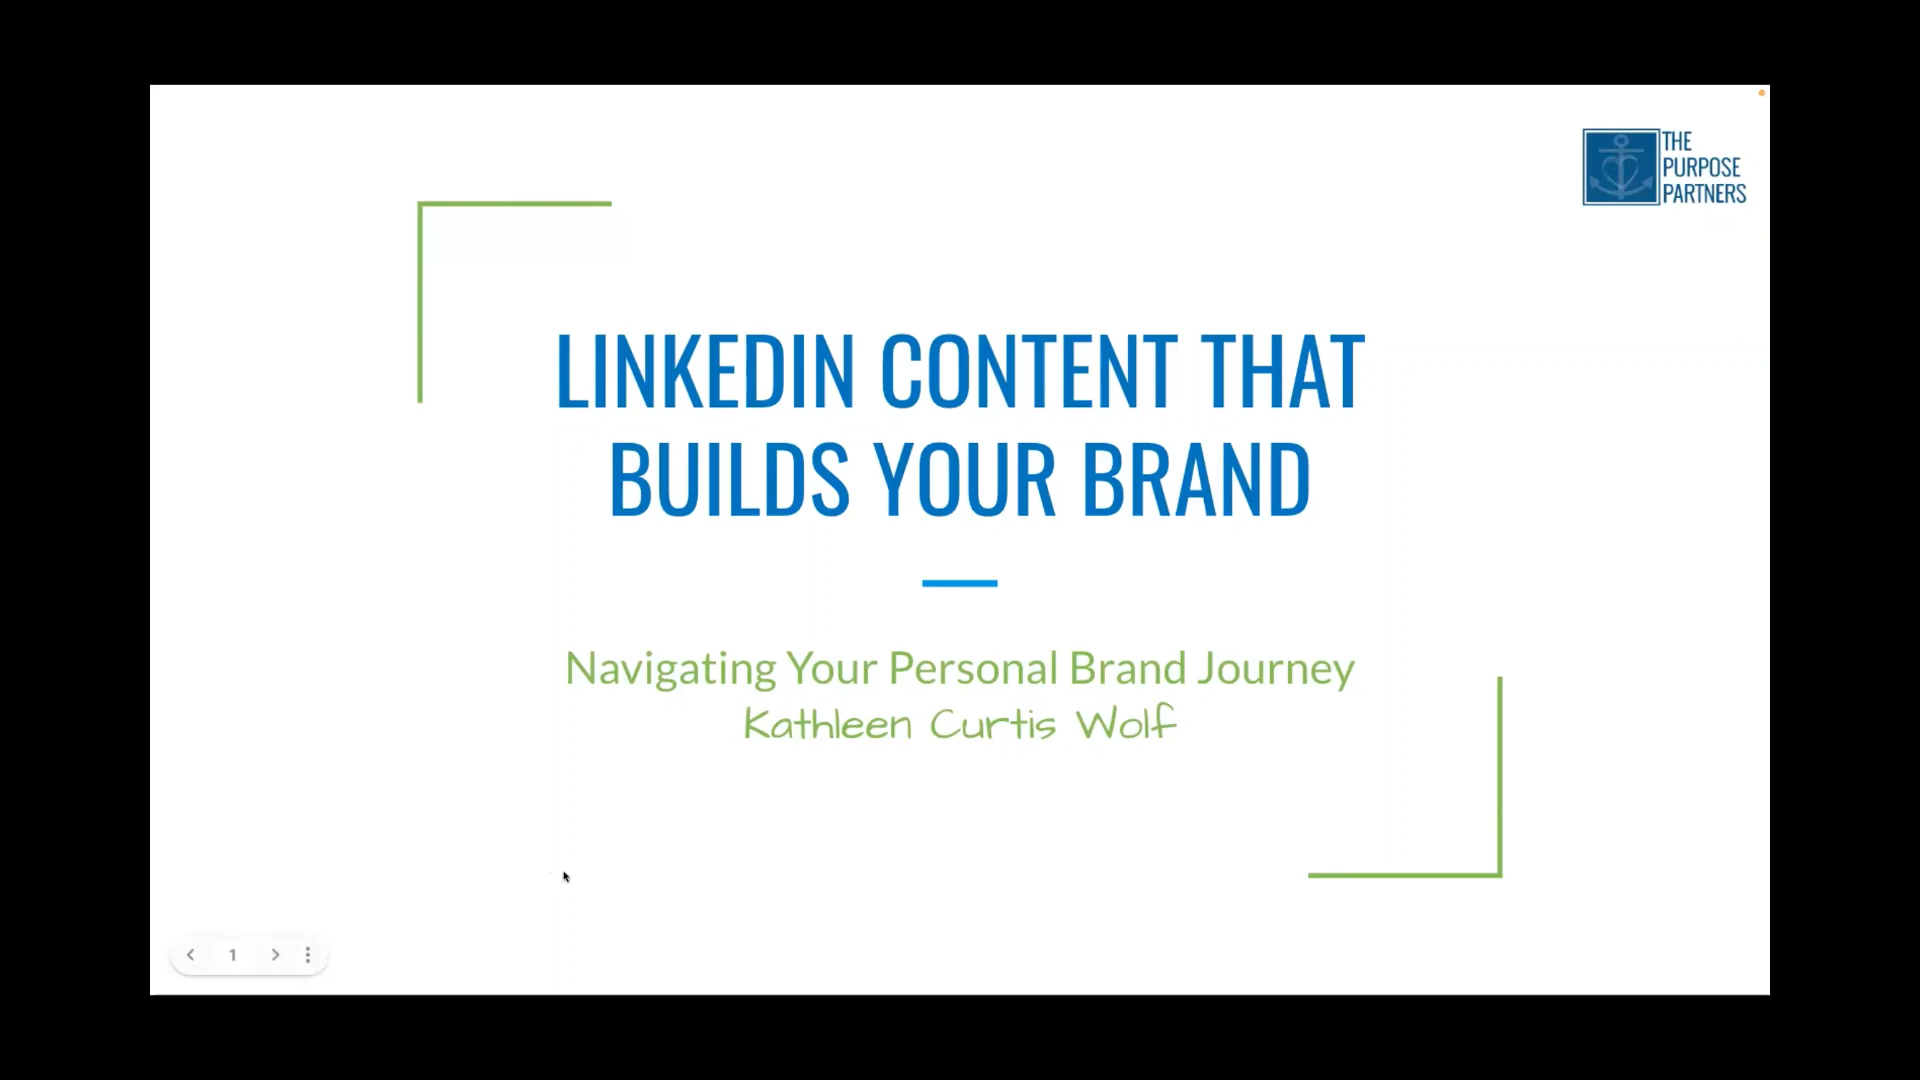 THE
PURPOSE
PARTNERS
LINKEDIN CONTENT THAT
BUILDS YOUR BRAND
Navigating Your Personal Brand Journey
Kathleen Curtis Wolf
1